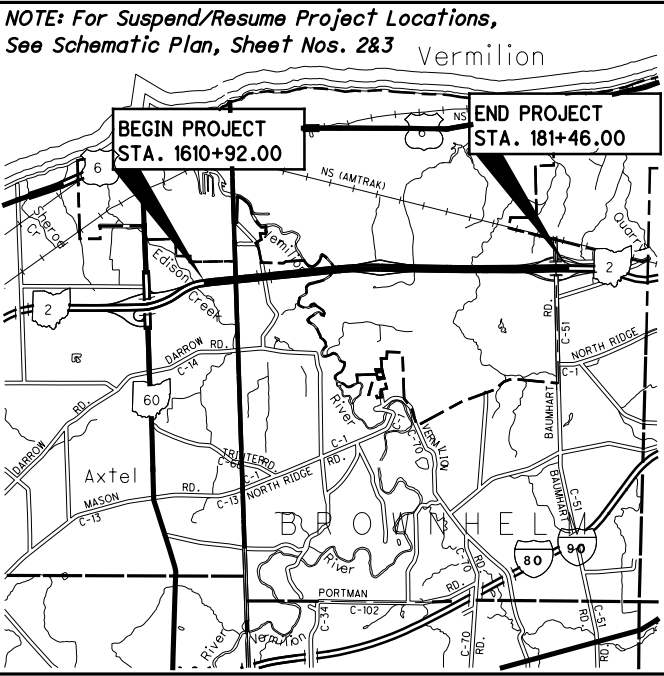 NOTE: For Suspend/Resume Project Locations,
See Schematic Plan, Sheet Nos. 2&3
Vermilion
BEGIN PROJECT
STA. 1610+92.00
END PROJECT
STA. 181+46.00
NS
6
6
NS (AMTRAK)
Sherod
Cr
Edison
Creek
Vermilion
Quarry
2
2
DARROW RD.
C-14
RD.
C-51
NORTH RIDGE
C-1
60
DARROW
RD.
River
C-70
VERMILION
BAUMHART
TRINTER RD.
C-1
C-1
RD.
NORTH RIDGE
C-13
Axtel
MASON
RD.
C-13
BAUMHART
C-51
BROWNHELM
80
90
River
C-70
RD.
PORTMAN
RD.
C-102
C-34
RD.
Vermilion
River
C-70
RD.
C-51
RD.